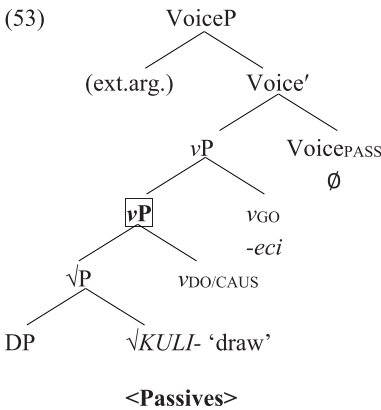 (53) VoiceP
(ext.arg.) Voice′
vP VoicePASS
Ø
vP vGO
-eci
√P vDO/CAUS
DP √KULI- ‘draw’
<Passives>